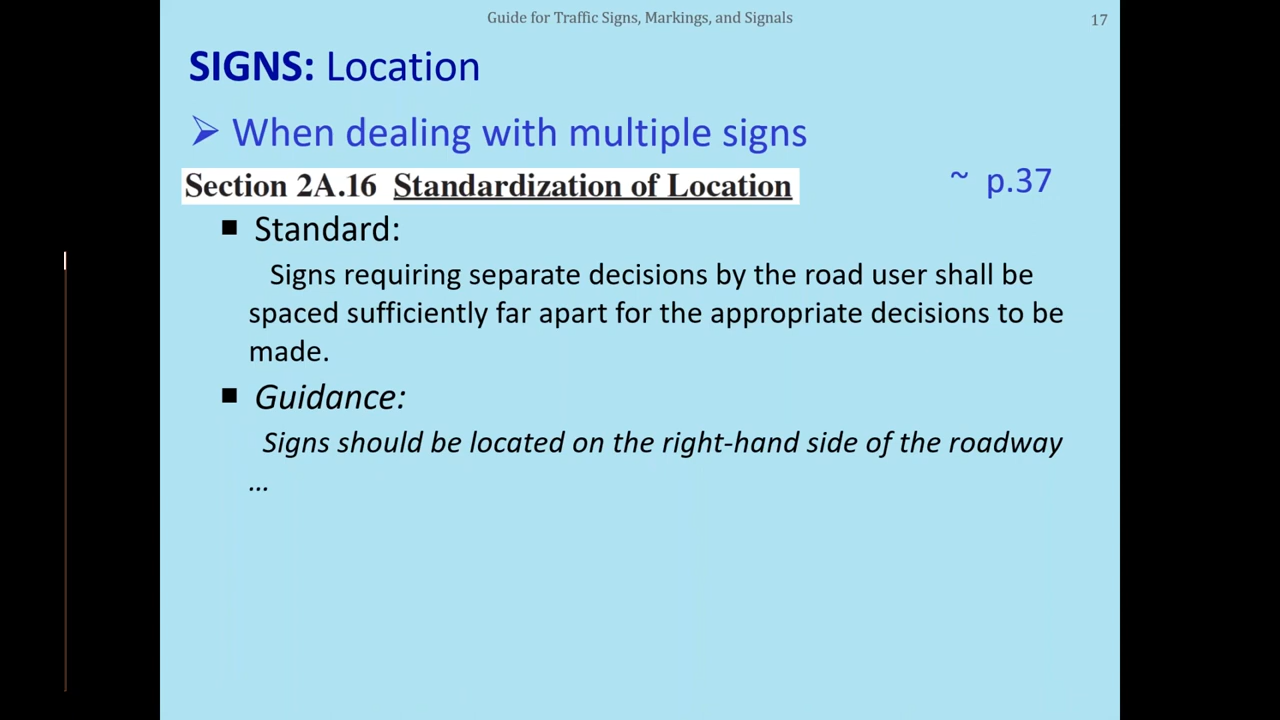 Guide for Traffic Signs, Markings, and Signals
17
SIGNS: Location
➢ When dealing with multiple signs
Section 2A.16 Standardization of Location
~ p.37
■ Standard:
Signs requiring separate decisions by the road user shall be
spaced sufficiently far apart for the appropriate decisions to be
made.
■ Guidance:
Signs should be located on the right-hand side of the roadway
…